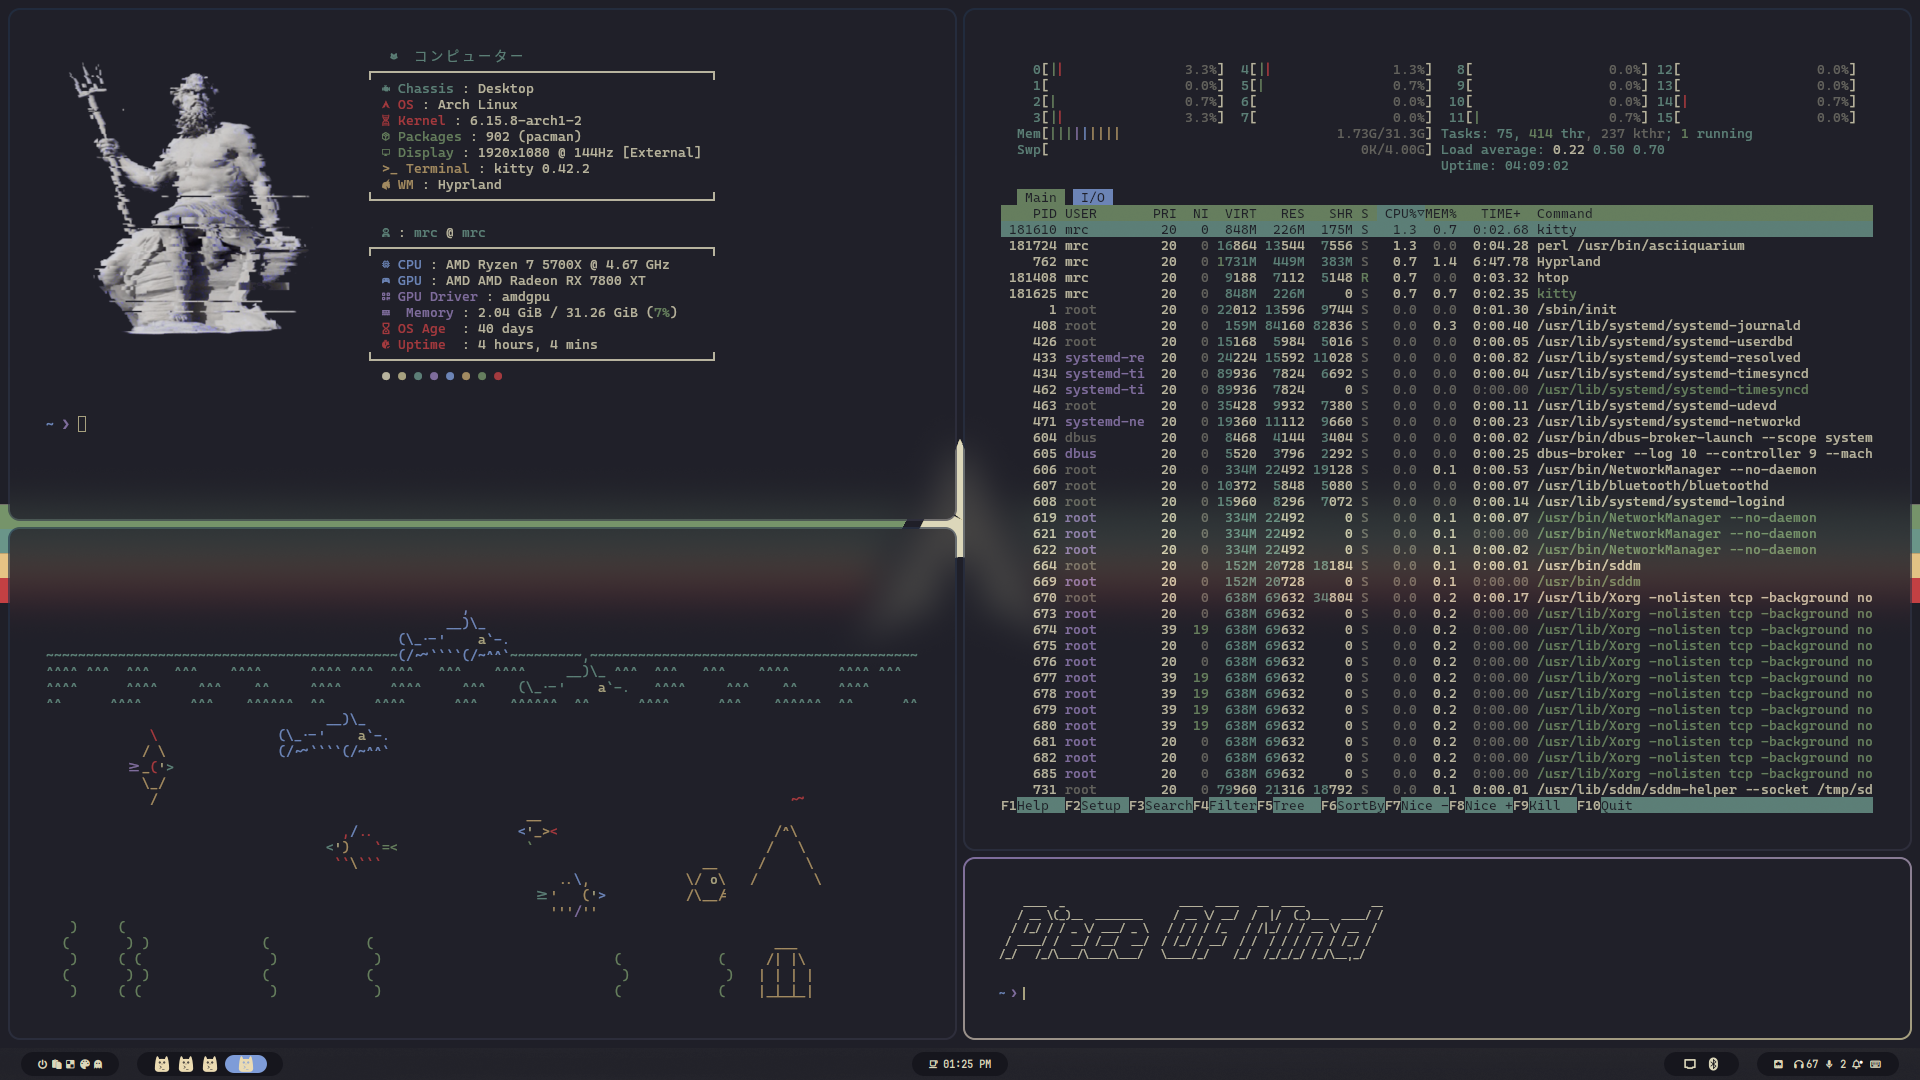 コンピューター
Chassis : Desktop
OS : Arch Linux
Kernel : 6.15.8-arch1-2
Packages : 902 (pacman)
Display : 1920x1080 @ 144Hz [External]
>_ Terminal : kitty 0.42.2
WM : Hyprland
: mrc @ mrc
CPU : AMD Ryzen 7 5700X @ 4.67 GHz
GPU : AMD AMD Radeon RX 7800 XT
GPU Driver : amdgpu
Memory : 2.04 GiB / 31.26 GiB (7%)
OS Age : 40 days
Uptime : 4 hours, 4 mins
~ ❯
0[|| 3.3%] 4[|| 1.3%] 8[ 0.0%] 12[ 0.0%]
1[ 0.0%] 5[| 0.7%] 9[ 0.0%] 13[ 0.0%]
2[| 0.7%] 6[ 0.0%] 10[ 0.0%] 14[| 0.7%]
3[|| 3.3%] 7[ 0.0%] 11[| 0.7%] 15[ 0.0%]
Mem[||||||||| 1.73G/31.3G] Tasks: 75, 414 thr, 237 kthr; 1 running
Swp[ 0K/4.00G] Load average: 0.22 0.50 0.70
Uptime: 04:09:02
Main I/O
PID USER PRI NI VIRT RES SHR S CPU%▽MEM% TIME+ Command
181610 mrc 20 0 848M 226M 175M S 1.3 0.7 0:02.68 kitty
181724 mrc 20 0 16864 13544 7556 S 1.3 0.0 0:04.28 perl /usr/bin/asciiquarium
762 mrc 20 0 1731M 449M 383M S 0.7 1.4 6:47.78 Hyprland
181408 mrc 20 0 9188 7112 5148 R 0.7 0.0 0:03.32 htop
181625 mrc 20 0 848M 226M 0 S 0.7 0.7 0:02.35 kitty
1 root 20 0 22012 13596 9744 S 0.0 0.0 0:01.30 /sbin/init
408 root 20 0 159M 84160 82836 S 0.0 0.3 0:00.40 /usr/lib/systemd/systemd-journald
426 root 20 0 15168 5984 5016 S 0.0 0.0 0:00.05 /usr/lib/systemd/systemd-userdbd
433 systemd-re 20 0 24224 15592 11028 S 0.0 0.0 0:00.82 /usr/lib/systemd/systemd-resolved
434 systemd-ti 20 0 89936 7824 6692 S 0.0 0.0 0:00.04 /usr/lib/systemd/systemd-timesyncd
462 systemd-ti 20 0 89936 7824 0 S 0.0 0.0 0:00.00 /usr/lib/systemd/systemd-timesyncd
463 root 20 0 35428 9932 7380 S 0.0 0.0 0:00.11 /usr/lib/systemd/systemd-udevd
471 systemd-ne 20 0 19360 11112 9660 S 0.0 0.0 0:00.23 /usr/lib/systemd/systemd-networkd
604 dbus 20 0 8468 4144 3404 S 0.0 0.0 0:00.02 /usr/bin/dbus-broker-launch --scope system
605 dbus 20 0 5520 3796 2292 S 0.0 0.0 0:00.25 dbus-broker --log 10 --controller 9 --mach
606 root 20 0 334M 22492 19128 S 0.0 0.1 0:00.53 /usr/bin/NetworkManager --no-daemon
607 root 20 0 10372 5848 5080 S 0.0 0.0 0:00.07 /usr/lib/bluetooth/bluetoothd
608 root 20 0 15960 8296 7072 S 0.0 0.0 0:00.14 /usr/lib/systemd/systemd-logind
619 root 20 0 334M 22492 0 S 0.0 0.1 0:00.07 /usr/bin/NetworkManager --no-daemon
621 root 20 0 334M 22492 0 S 0.0 0.1 0:00.00 /usr/bin/NetworkManager --no-daemon
622 root 20 0 334M 22492 0 S 0.0 0.1 0:00.02 /usr/bin/NetworkManager --no-daemon
664 root 20 0 152M 20728 18184 S 0.0 0.1 0:00.01 /usr/bin/sddm
669 root 20 0 152M 20728 0 S 0.0 0.1 0:00.00 /usr/bin/sddm
670 root 20 0 638M 69632 34804 S 0.0 0.2 0:00.17 /usr/lib/Xorg -nolisten tcp -background no
673 root 20 0 638M 69632 0 S 0.0 0.2 0:00.00 /usr/lib/Xorg -nolisten tcp -background no
674 root 39 19 638M 69632 0 S 0.0 0.2 0:00.00 /usr/lib/Xorg -nolisten tcp -background no
675 root 20 0 638M 69632 0 S 0.0 0.2 0:00.00 /usr/lib/Xorg -nolisten tcp -background no
676 root 20 0 638M 69632 0 S 0.0 0.2 0:00.00 /usr/lib/Xorg -nolisten tcp -background no
677 root 39 19 638M 69632 0 S 0.0 0.2 0:00.00 /usr/lib/Xorg -nolisten tcp -background no
678 root 39 19 638M 69632 0 S 0.0 0.2 0:00.00 /usr/lib/Xorg -nolisten tcp -background no
679 root 39 19 638M 69632 0 S 0.0 0.2 0:00.00 /usr/lib/Xorg -nolisten tcp -background no
680 root 39 19 638M 69632 0 S 0.0 0.2 0:00.00 /usr/lib/Xorg -nolisten tcp -background no
681 root 20 0 638M 69632 0 S 0.0 0.2 0:00.00 /usr/lib/Xorg -nolisten tcp -background no
682 root 20 0 638M 69632 0 S 0.0 0.2 0:00.00 /usr/lib/Xorg -nolisten tcp -background no
685 root 20 0 638M 69632 0 S 0.0 0.2 0:00.00 /usr/lib/Xorg -nolisten tcp -background no
731 root 20 0 79960 21316 18792 S 0.0 0.1 0:00.01 /usr/lib/sddm/sddm-helper --socket /tmp/sd
F1Help F2Setup F3SearchF4FilterF5Tree F6SortByF7Nice -F8Nice +F9Kill F10Quit
Piece Of Mind
~ ❯
01:25 PM
67 2